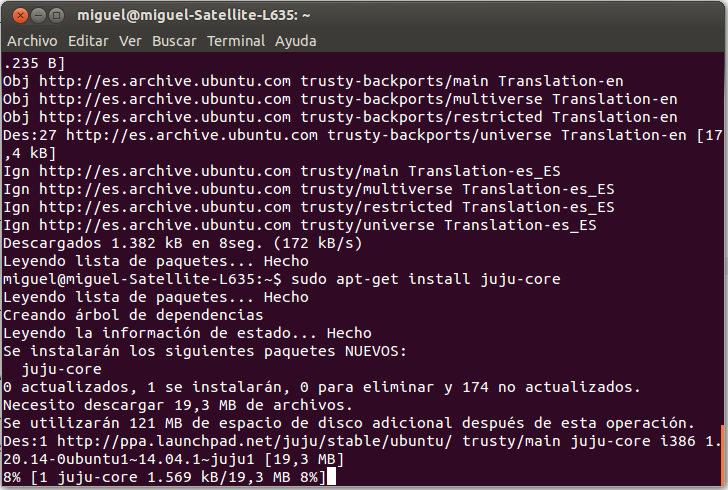 miguel@miguel-Satellite-L635: ~
Archivo Editar Ver Buscar Terminal Ayuda
.235 B]
Obj http://es.archive.ubuntu.com trusty-backports/main Translation-en
Obj http://es.archive.ubuntu.com trusty-backports/multiverse Translation-en
Obj http://es.archive.ubuntu.com trusty-backports/restricted Translation-en
Des:27 http://es.archive.ubuntu.com trusty-backports/universe Translation-en [17
,4 kB]
Ign http://es.archive.ubuntu.com trusty/main Translation-es_ES
Ign http://es.archive.ubuntu.com trusty/multiverse Translation-es_ES
Ign http://es.archive.ubuntu.com trusty/restricted Translation-es_ES
Ign http://es.archive.ubuntu.com trusty/universe Translation-es_ES
Descargados 1.382 kB en 8seg. (172 kB/s)
Leyendo lista de paquetes... Hecho
miguel@miguel-Satellite-L635:~$ sudo apt-get install juju-core
Leyendo lista de paquetes... Hecho
Creando árbol de dependencias
Leyendo la información de estado... Hecho
Se instalarán los siguientes paquetes NUEVOS:
  juju-core
0 actualizados, 1 se instalarán, 0 para eliminar y 174 no actualizados.
Necesito descargar 19,3 MB de archivos.
Se utilizarán 121 MB de espacio de disco adicional después de esta operación.
Des:1 http://ppa.launchpad.net/juju/stable/ubuntu/ trusty/main juju-core i386 1.
20.14-0ubuntu1~14.04.1~juju1 [19,3 MB]
8% [1 juju-core 1.569 kB/19,3 MB 8%]